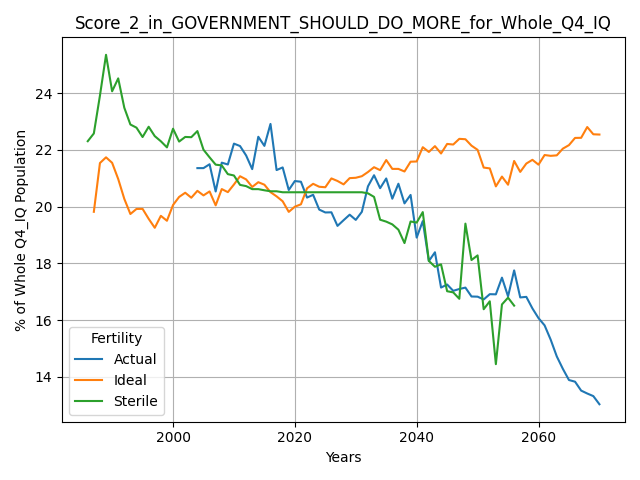 Score_2_in_GOVERNMENT_SHOULD_DO_MORE_for_Whole_Q4_IQ
% of Whole Q4_IQ Population
24
22
20
18
16
14
Fertility
Actual
Ideal
Sterile
2000
2020
2040
2060
Years